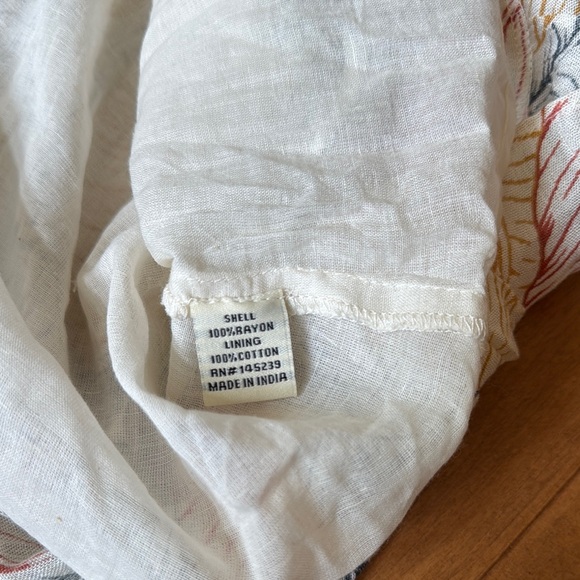 SHELL
100%RAYON
LINING
100%COTTON
RN# 145239
MADE IN INDIA